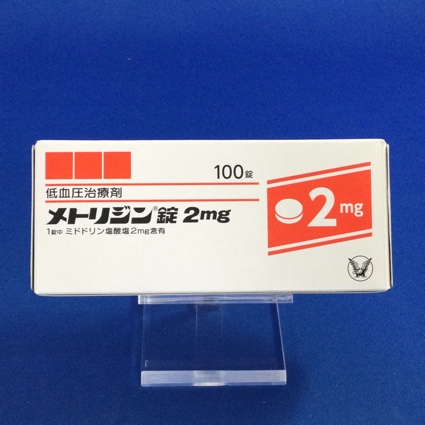 100錠
低血圧治療剤
メトリジン®錠 2mg
1錠中 ミドドリン塩酸塩2mg含有
2mg